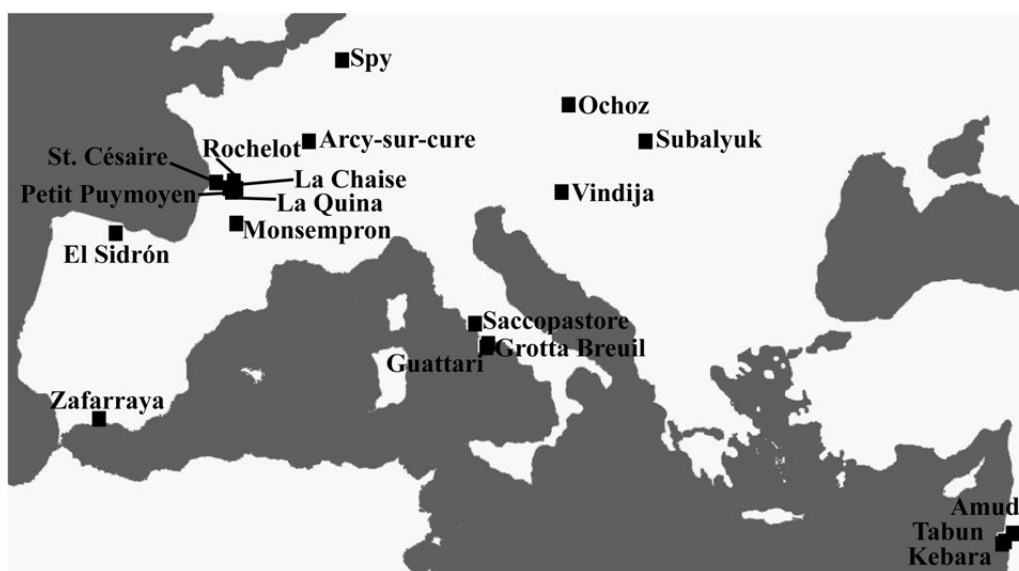 Spy
Ochoz
Arcy-sur-cure
Subalyuk
Rochelot
St. Césaire
La Chaise
Petit Puymoyen
Vindija
La Quina
Monsempron
El Sidrón
Saccopastore
Grotta Breuil
Guattari
Zafarraya
Amud
Tabun
Kebara